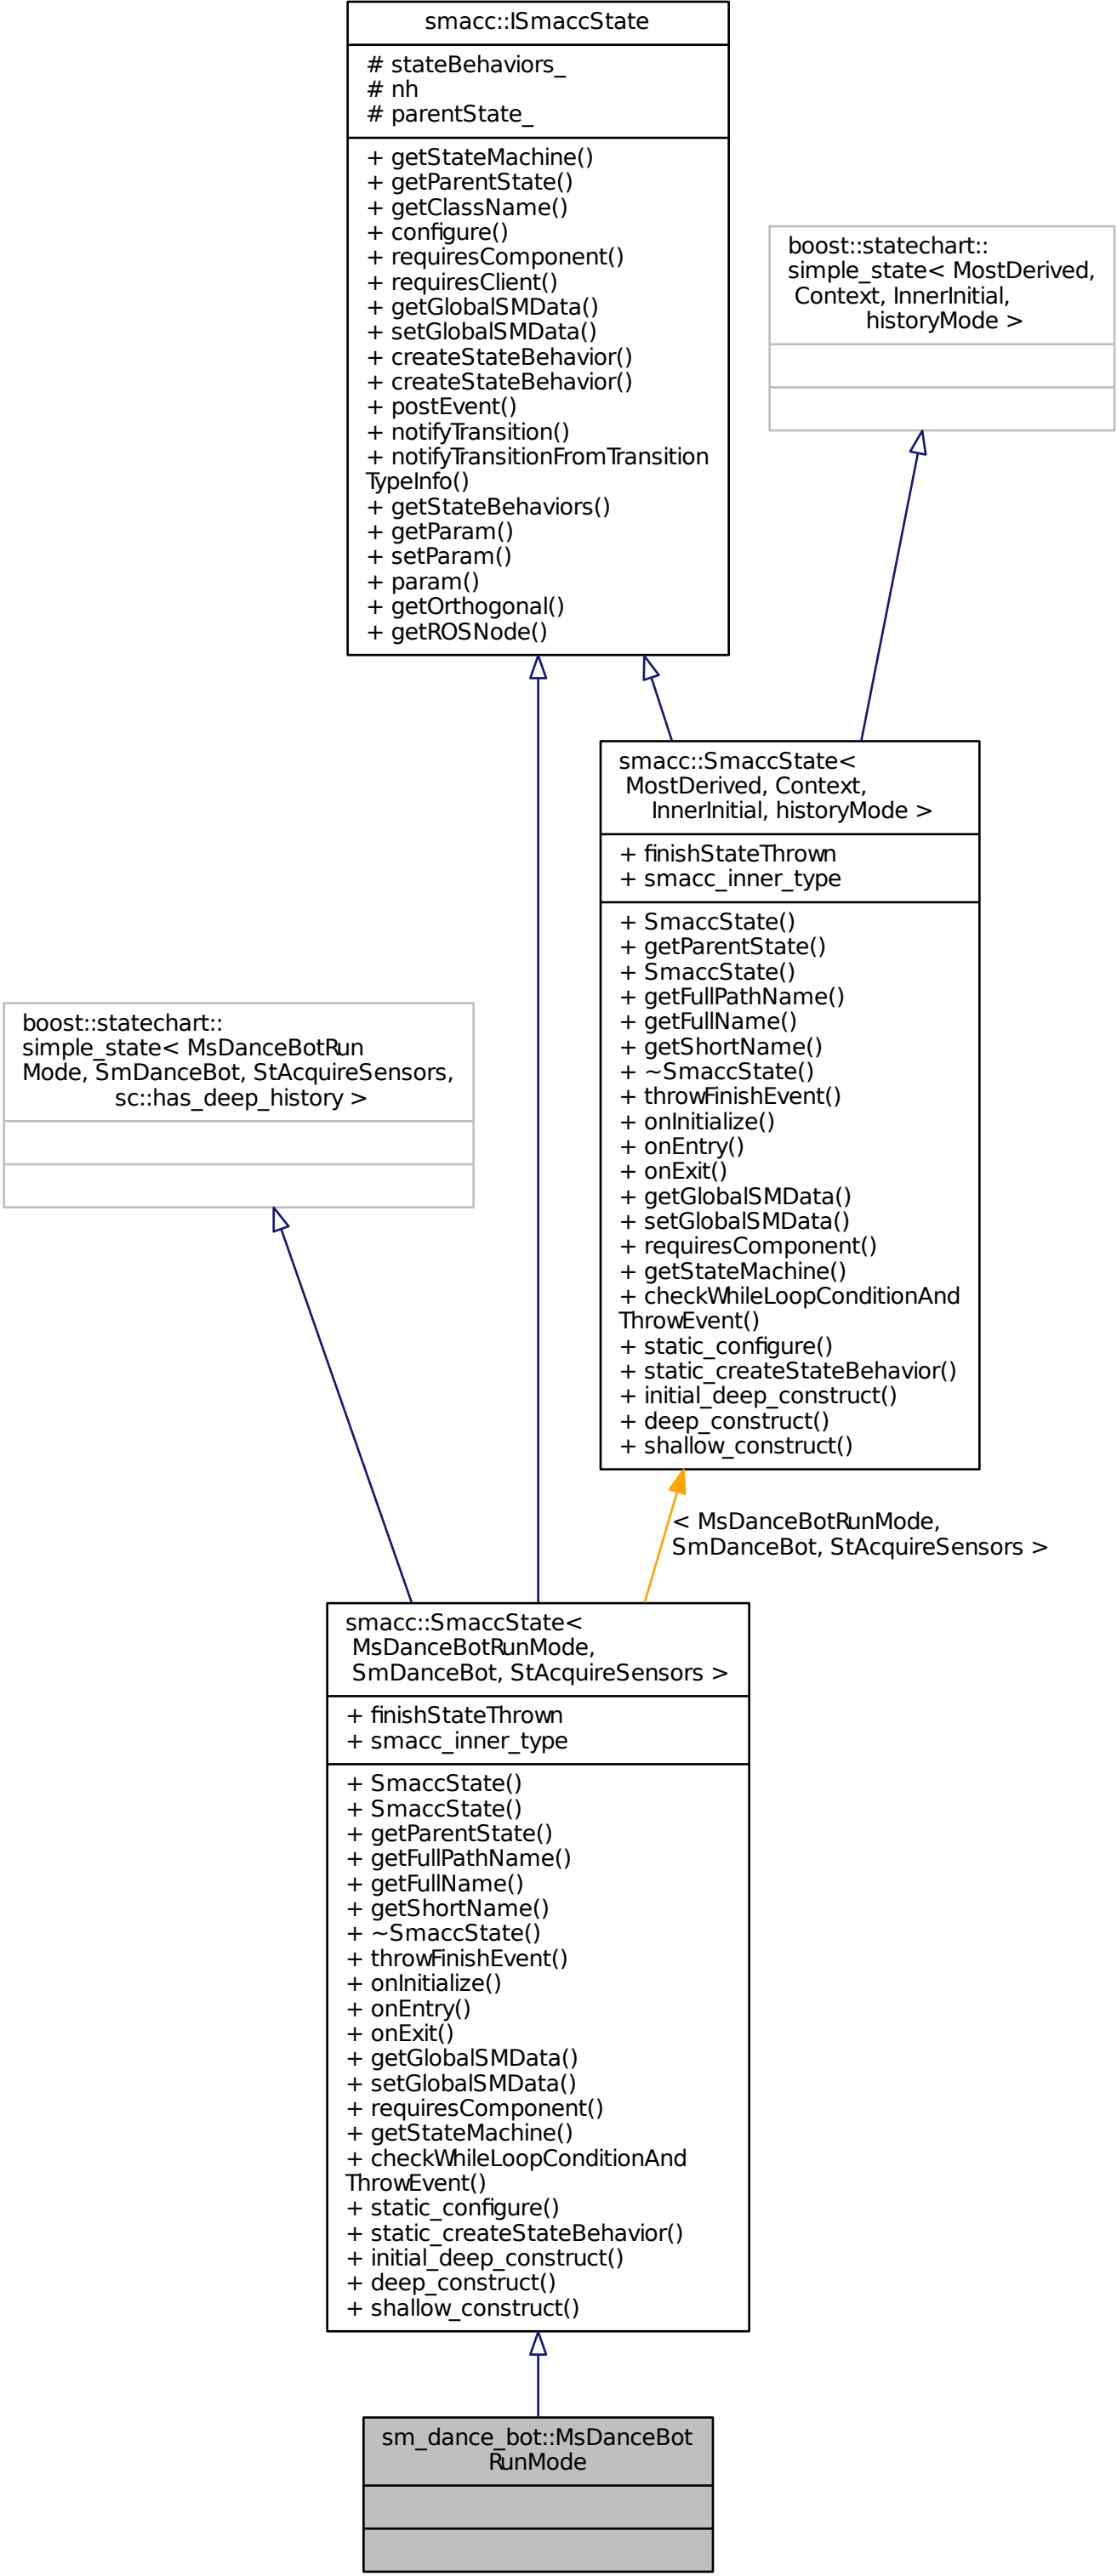 smacc::ISmaccState
# stateBehaviors_
# nh
# parentState_
+ getStateMachine()
+ getParentState()
+ getClassName()
+ configure()
+ requiresComponent()
+ requiresClient()
+ getGlobalSMData()
+ setGlobalSMData()
+ createStateBehavior()
+ createStateBehavior()
+ postEvent()
+ notifyTransition()
+ notifyTransitionFromTransition
TypeInfo()
+ getStateBehaviors()
+ getParam()
+ setParam()
+ param()
+ getOrthogonal()
+ getROSNode()
boost::statechart::
simple_state< MostDerived,
Context, InnerInitial,
historyMode >
smacc::SmaccState<
MostDerived, Context,
InnerInitial, historyMode >
+ finishStateThrown
+ smacc_inner_type
+ SmaccState()
+ getParentState()
+ SmaccState()
+ getFullPathName()
+ getFullName()
+ getShortName()
+ ~SmaccState()
+ throwFinishEvent()
+ onInitialize()
+ onEntry()
+ onExit()
+ getGlobalSMData()
+ setGlobalSMData()
+ requiresComponent()
+ getStateMachine()
+ checkWhileLoopConditionAnd
ThrowEvent()
+ static_configure()
+ static_createStateBehavior()
+ initial_deep_construct()
+ deep_construct()
+ shallow_construct()
boost::statechart::
simple_state< MsDanceBotRun
Mode, SmDanceBot, StAcquireSensors,
sc::has_deep_history >
< MsDanceBotRunMode,
SmDanceBot, StAcquireSensors >
smacc::SmaccState<
MsDanceBotRunMode,
SmDanceBot, StAcquireSensors >
+ finishStateThrown
+ smacc_inner_type
+ SmaccState()
+ SmaccState()
+ getParentState()
+ getFullPathName()
+ getFullName()
+ getShortName()
+ ~SmaccState()
+ throwFinishEvent()
+ onInitialize()
+ onEntry()
+ onExit()
+ getGlobalSMData()
+ setGlobalSMData()
+ requiresComponent()
+ getStateMachine()
+ checkWhileLoopConditionAnd
ThrowEvent()
+ static_configure()
+ static_createStateBehavior()
+ initial_deep_construct()
+ deep_construct()
+ shallow_construct()
sm_dance_bot::MsDanceBot
RunMode